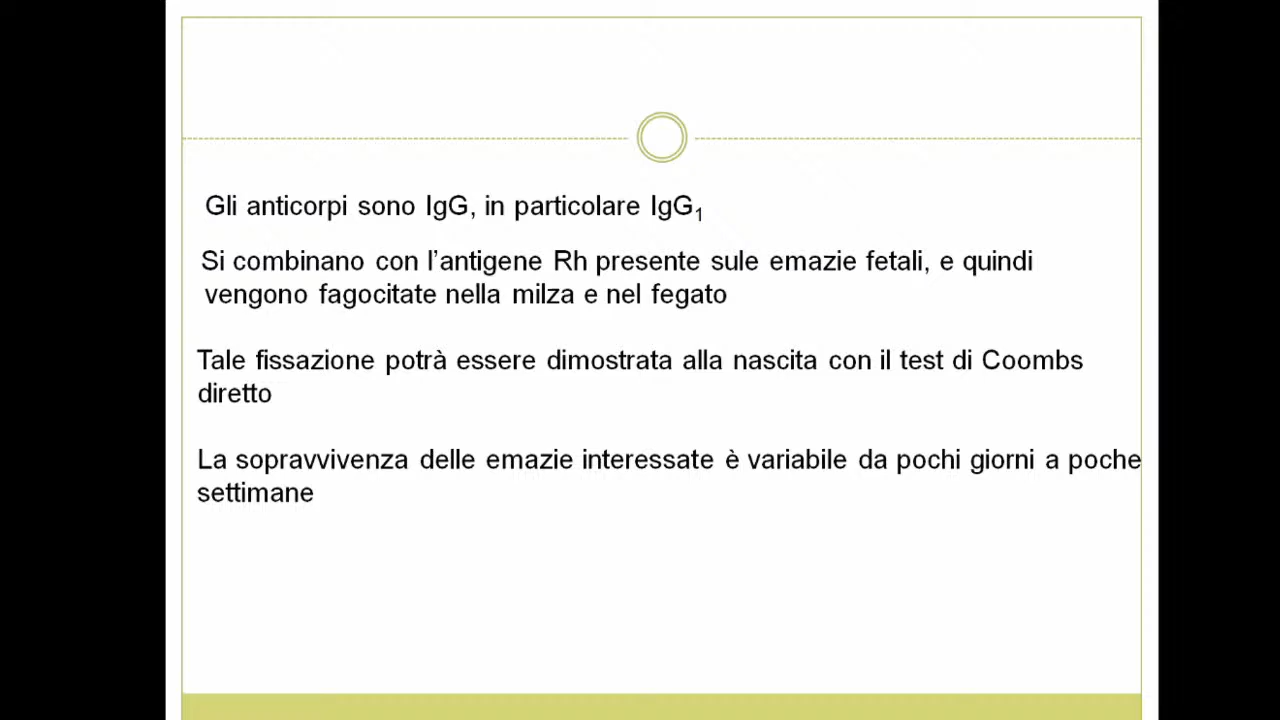 Gli anticorpi sono IgG, in particolare IgG₁
Si combinano con l’antigene Rh presente sule emazie fetali, e quindi
vengono fagocitate nella milza e nel fegato
Tale fissazione potrà essere dimostrata alla nascita con il test di Coombs
diretto
La sopravvivenza delle emazie interessate è variabile da pochi giorni a poche
settimane